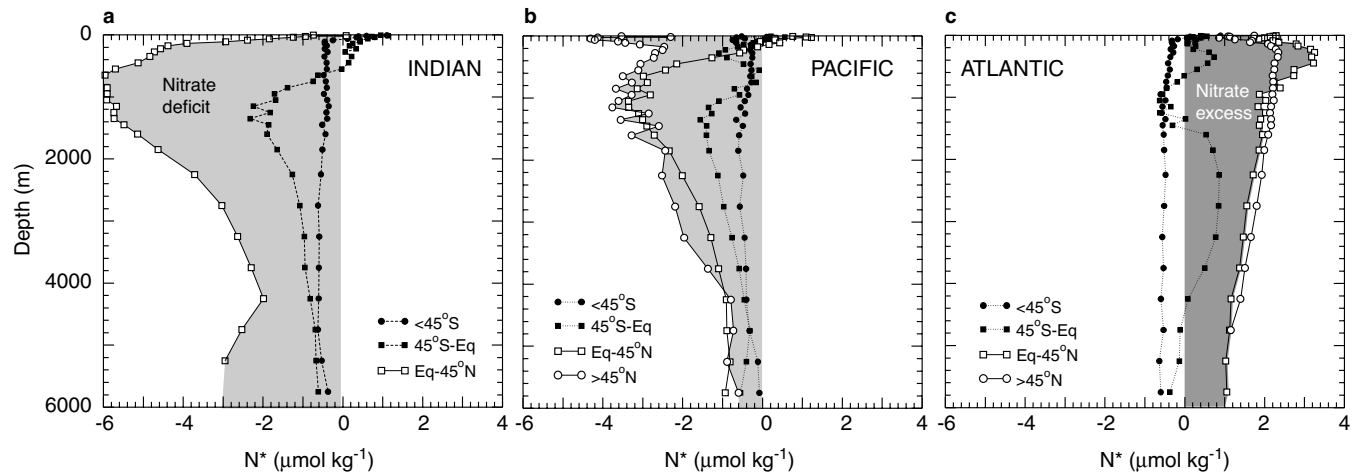 a
b
c
0
2000
4000
6000
Depth (m)
INDIAN
PACIFIC
ATLANTIC
Nitrate
deficit
Nitrate
excess
<45°S
45°S-Eq
Eq-45°N
<45°S
45°S-Eq
Eq-45°N
>45°N
<45°S
45°S-Eq
Eq-45°N
>45°N
-6 -4 -2 0 2 4
-6 -4 -2 0 2 4
-6 -4 -2 0 2 4
N* (μmol kg⁻¹)
N* (μmol kg⁻¹)
N* (μmol kg⁻¹)